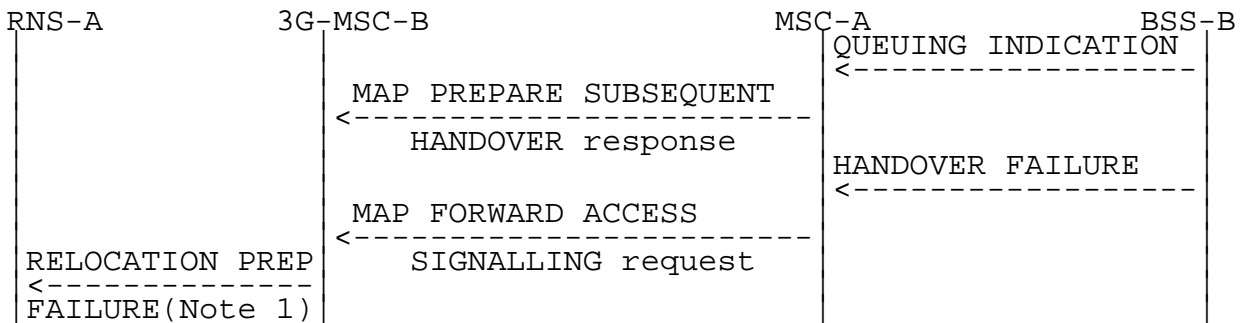 RNS-A 3G-MSC-B MSC-A BSS-B
QUEUING INDICATION
<------------------
MAP PREPARE SUBSEQUENT
<------------------------
HANDOVER response
HANDOVER FAILURE
<------------------
MAP FORWARD ACCESS
<------------------------
RELOCATION PREP SIGNALLING request
<--------------
FAILURE(Note 1)